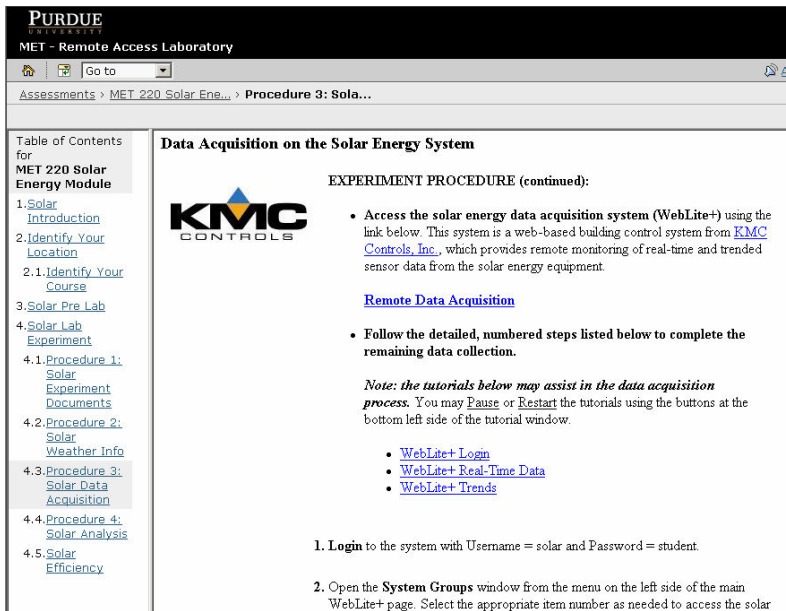 PURDUE
UNIVERSITY
MET - Remote Access Laboratory
Go to
Assessments > MET 220 Solar Ene... > Procedure 3: Sola...
Table of Contents
for
MET 220 Solar
Energy Module
1.Solar
Introduction
2.Identify Your
Location
2.1.Identify Your
Course
3.Solar Pre Lab
4.Solar Lab
Experiment
4.1.Procedure 1:
Solar
Experiment
Documents
4.2.Procedure 2:
Solar
Weather Info
4.3.Procedure 3:
Solar Data
Acquisition
4.4.Procedure 4:
Solar Analysis
4.5.Solar
Efficiency
Data Acquisition on the Solar Energy System
KMC
CONTROLS
EXPERIMENT PROCEDURE (continued):
• Access the solar energy data acquisition system (WebLite+) using the
link below. This system is a web-based building control system from KMC
Controls, Inc., which provides remote monitoring of real-time and trended
sensor data from the solar energy equipment.
Remote Data Acquisition
• Follow the detailed, numbered steps listed below to complete the
remaining data collection.
Note: the tutorials below may assist in the data acquisition
process. You may Pause or Restart the tutorials using the buttons at the
bottom left side of the tutorial window.
• WebLite+ Login
• WebLite+ Real-Time Data
• WebLite+ Trends
1. Login to the system with Username = solar and Password = student.
2. Open the System Groups window from the menu on the left side of the main
WebLite+ page. Select the appropriate item number as needed to access the solar